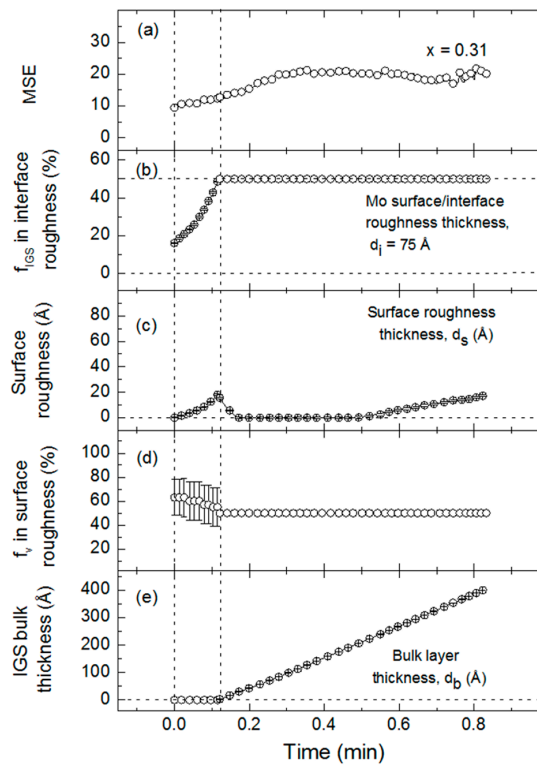 (a)
x = 0.31
MSE
30
20
10
0
(b)
f_IGS in interface
roughness (%)
60
40
20
0
Mo surface/interface
roughness thickness,
d_i = 75 Å
(c)
Surface
roughness (Å)
80
60
40
20
0
Surface roughness
thickness, d_s (Å)
(d)
f_v in surface
roughness (%)
100
80
60
40
(e)
IGS bulk
thickness (Å)
400
300
200
100
0
Bulk layer
thickness, d_b (Å)
0.0 0.2 0.4 0.6 0.8
Time (min)